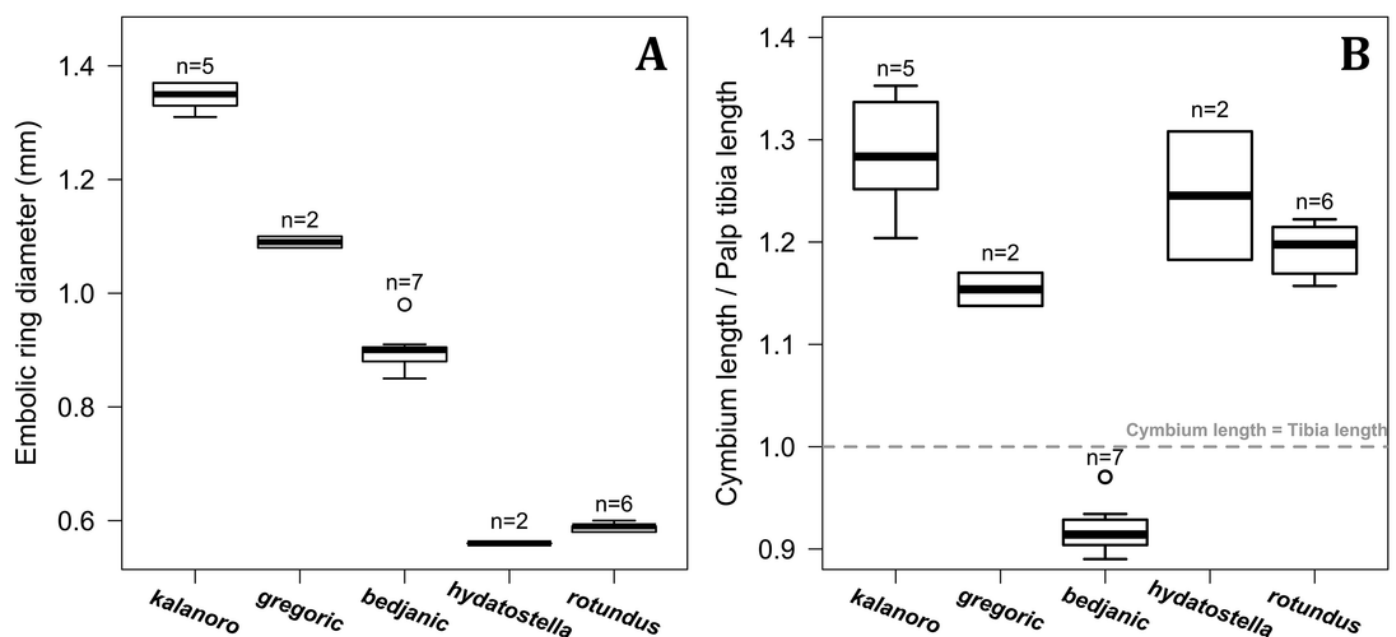 A
Embolic ring diameter (mm)
1.4
1.2
1.0
0.8
0.6
n=5
n=2
n=7
n=2
n=6
kalanoro
gregoric
bedjanic
hydatostella
rotundus
B
Cymbium length / Palp tibia length
1.4
1.3
1.2
1.1
1.0
0.9
n=5
n=2
n=7
n=2
n=6
Cymbium length = Tibia length
kalanoro
gregoric
bedjanic
hydatostella
rotundus